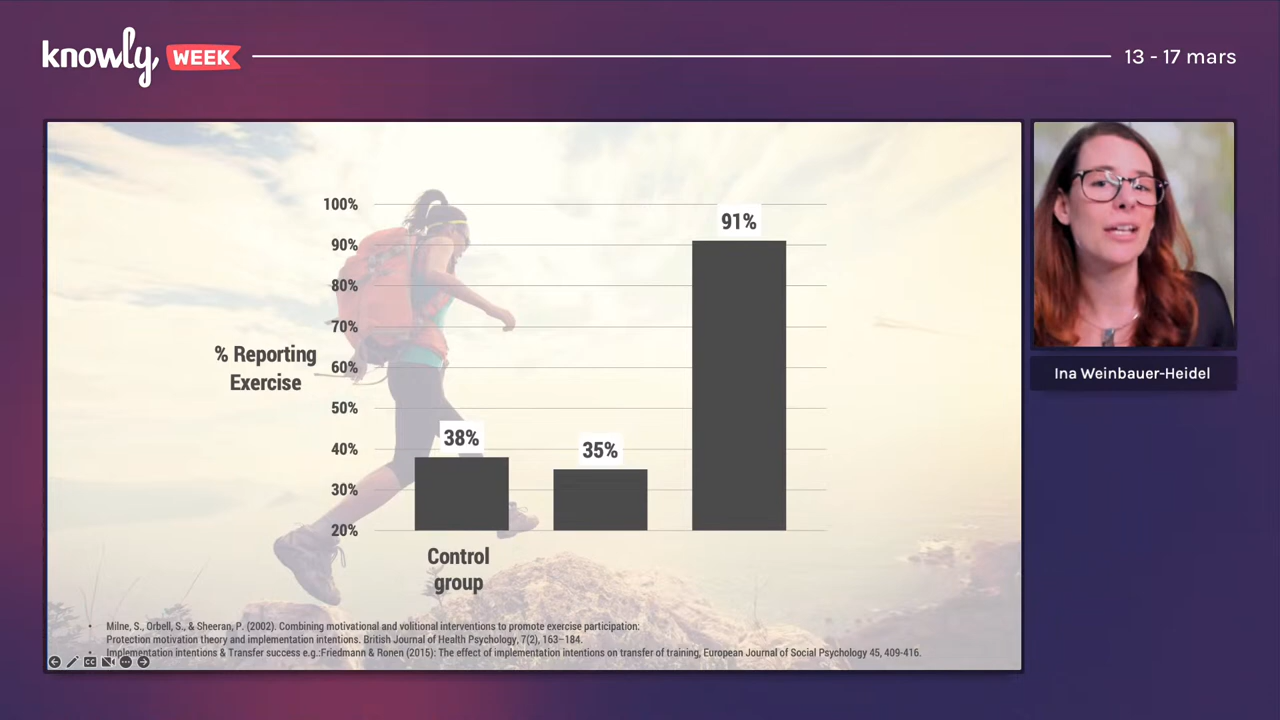 knowly WEEK
13 - 17 mars
100%
90%
80%
70%
60%
50%
40%
30%
20%
% Reporting
Exercise
38%
35%
91%
Control
group
• Milne, S., Orbell, S., & Sheeran, P. (2002). Combining motivational and volitional interventions to promote exercise participation:
Protection motivation theory and implementation intentions. British Journal of Health Psychology, 7(2), 163–184.
• Implementation intentions & Transfer success e.g.:Friedmann & Ronen (2015): The effect of implementation intentions on transfer of training, European Journal of Social Psychology 45, 409-416.
CC
Ina Weinbauer-Heidel